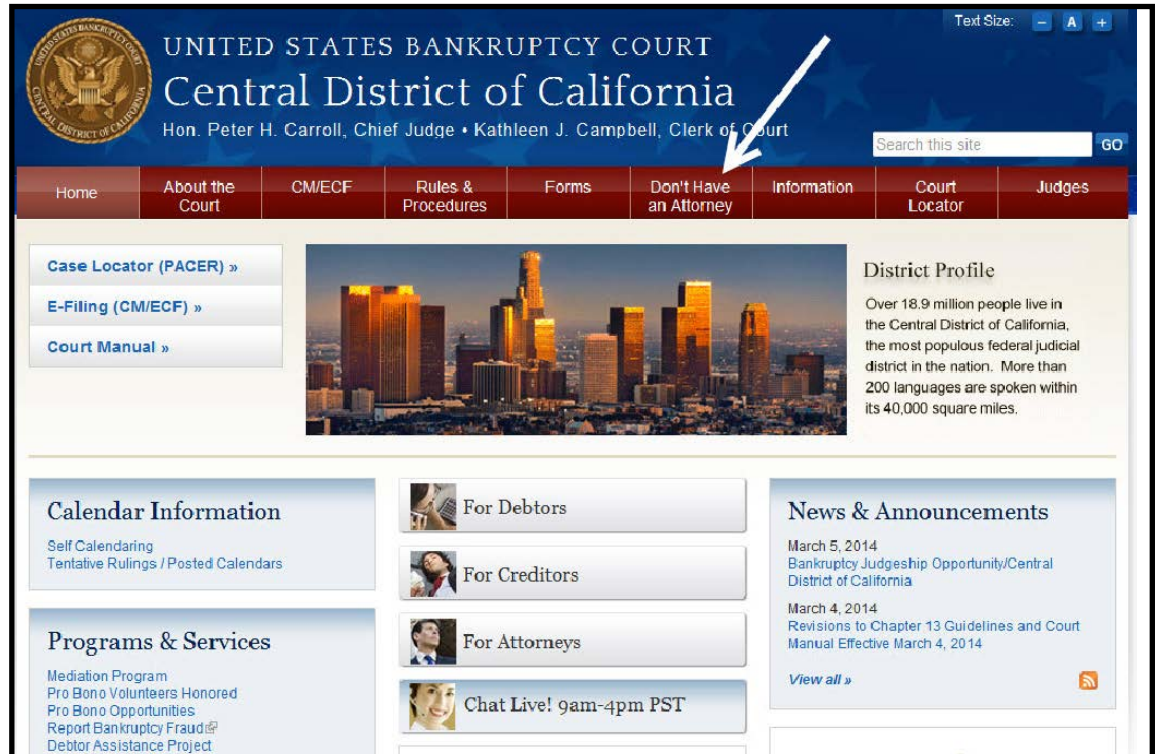 Text Size: - A +
UNITED STATES BANKRUPTCY COURT
Central District of California
Hon. Peter H. Carroll, Chief Judge • Kathleen J. Campbell, Clerk of Court
Search this site GO
Home
About the
Court
CM/ECF
Rules &
Procedures
Forms
Don't Have
an Attorney
Information
Court
Locator
Judges
Case Locator (PACER) »
E-Filing (CM/ECF) »
Court Manual »
District Profile
Over 18.9 million people live in
the Central District of California,
the most populous federal judicial
district in the nation. More than
200 languages are spoken within
its 40,000 square miles.
Calendar Information
Self Calendaring
Tentative Rulings / Posted Calendars
Programs & Services
Mediation Program
Pro Bono Volunteers Honored
Pro Bono Opportunities
Report Bankruptcy Fraud
Debtor Assistance Project
For Debtors
For Creditors
For Attorneys
Chat Live! 9am-4pm PST
News & Announcements
March 5, 2014
Bankruptcy Judgeship Opportunity/Central
District of California
March 4, 2014
Revisions to Chapter 13 Guidelines and Court
Manual Effective March 4, 2014
View all »